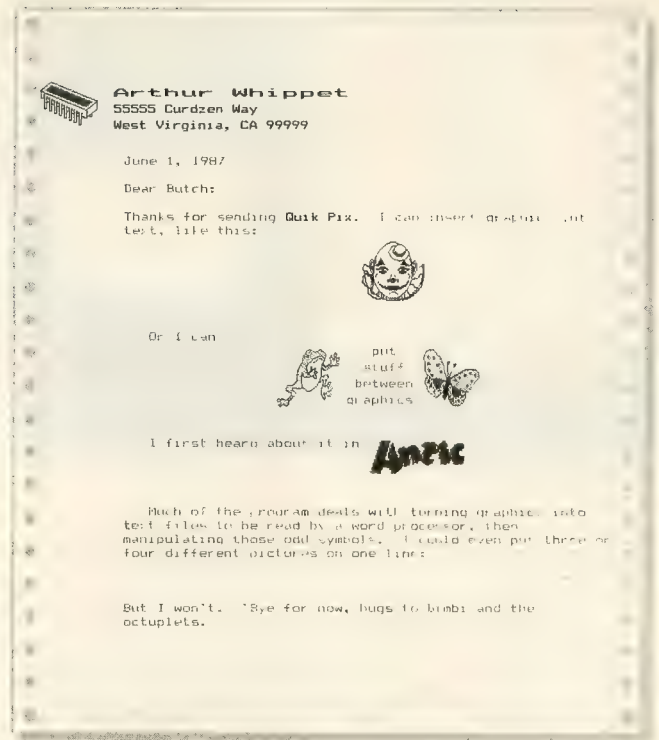 Arthur Whippet
55555 Curdzen Way
West Virginia, CA 99999
June 1, 1987
Dear Butch:
Thanks for sending Quik Pix. I can insert graphic
text, like this:
Or I can
put
stuff
between
graphics
I first heard about it in Antic
Much of the program deals with turning graphics into
text files to be read by a word processor, then
manipulating those odd symbols. I could even put three or
four different pictures on one line:
But I won't. 'Bye for now, hugs to bimbi and the
octuplets.